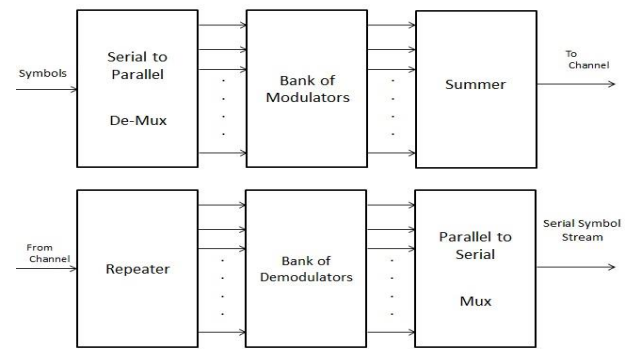 Symbols
Serial to
Parallel
De-Mux
Bank of
Modulators
Summer
To
Channel
From
Channel
Repeater
Bank of
Demodulators
Parallel to
Serial
Mux
Serial Symbol
Stream